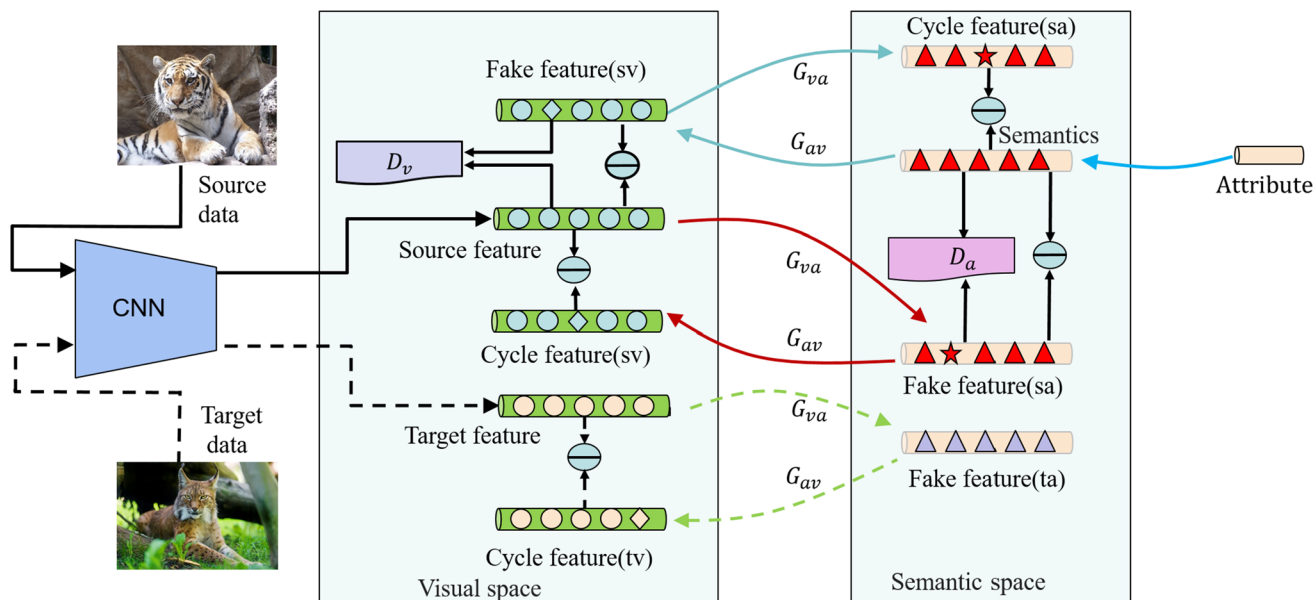 Cycle feature(sa)
Fake feature(sv)
G_va
Semantics
D_v
G_av
Attribute
Source
data
Source feature
G_va
D_a
CNN
G_av
Cycle feature(sv)
Fake feature(sa)
Target
data
Target feature
G_va
G_av
Fake feature(ta)
Cycle feature(tv)
Visual space
Semantic space